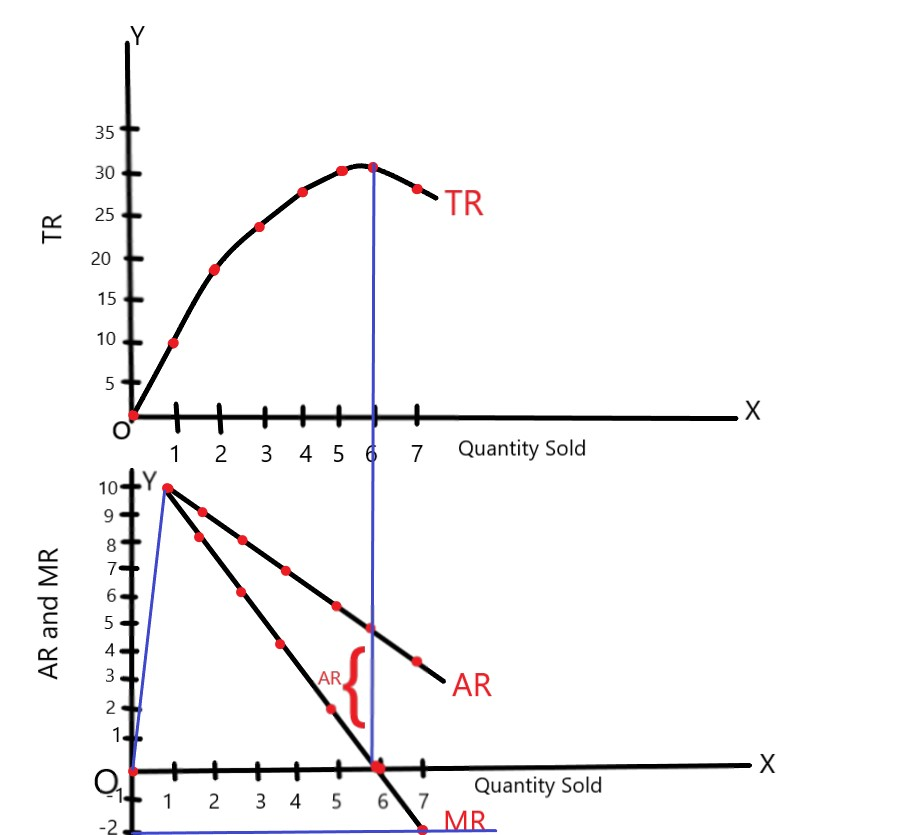 Y
35
30
25
20
15
10
5
TR
TR
O
1 2 3 4 5 6 7
X
Quantity Sold
Y
10
9
8
7
6
5
4
3
2
1
AR and MR
AR
AR
O
X
1 2 3 4 5 6 7
Quantity Sold
-1
-2
MR